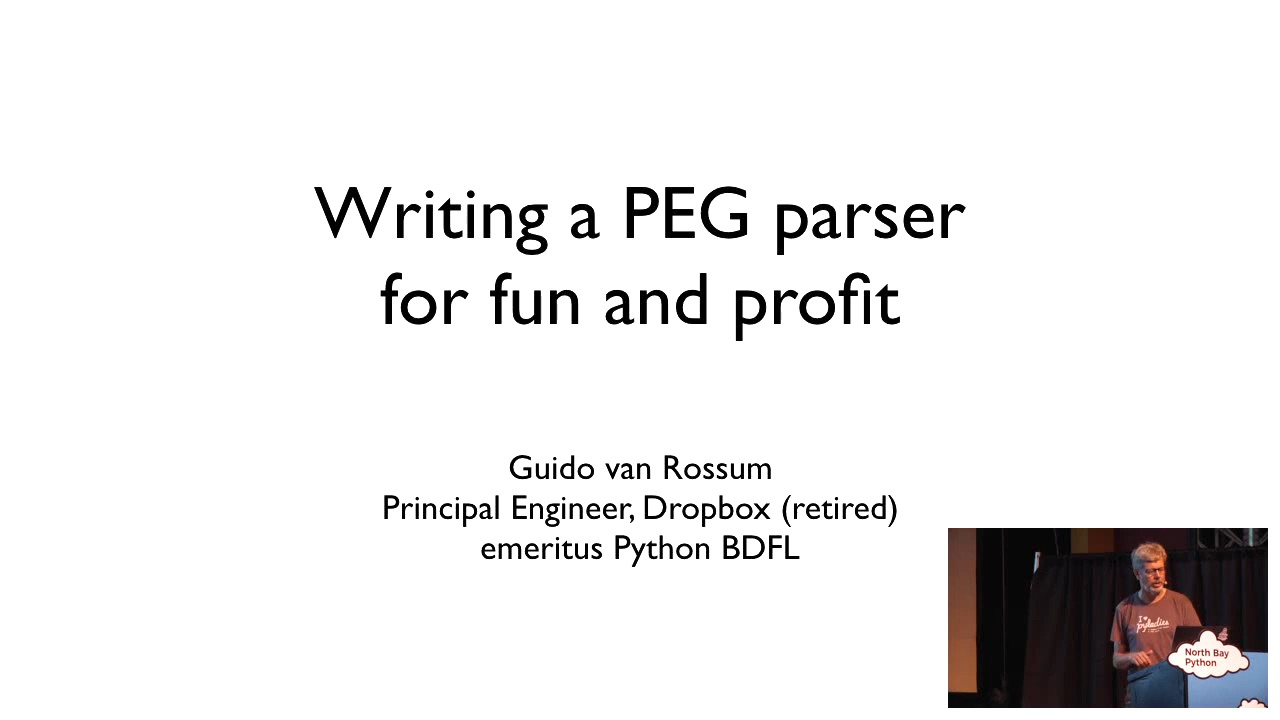 Writing a PEG parser
for fun and profit
Guido van Rossum
Principal Engineer, Dropbox (retired)
emeritus Python BDFL
I ♥
pyladies
North Bay
Python